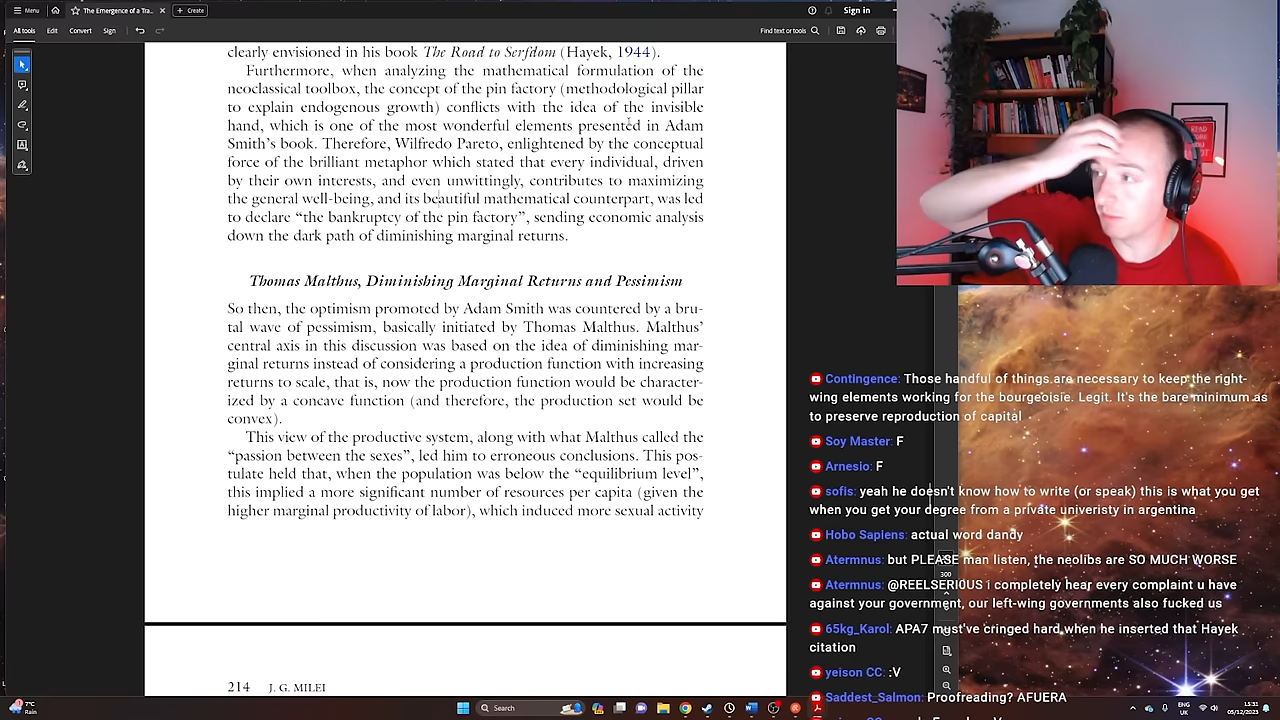 Menu
The Emergence of a Tra...
Create
Sign in
All tools
Edit
Convert
Sign
Find text or tools
clearly envisioned in his book The Road to Serfdom (Hayek, 1944).
Furthermore, when analyzing the mathematical formulation of the
neoclassical toolbox, the concept of the pin factory (methodological pillar
to explain endogenous growth) conflicts with the idea of the invisible
hand, which is one of the most wonderful elements presented in Adam
Smith's book. Therefore, Wilfredo Pareto, enlightened by the conceptual
force of the brilliant metaphor which stated that every individual, driven
by their own interests, and even unwittingly, contributes to maximizing
the general well-being, and its beautiful mathematical counterpart, was led
to declare “the bankruptcy of the pin factory”, sending economic analysis
down the dark path of diminishing marginal returns.
Thomas Malthus, Diminishing Marginal Returns and Pessimism
So then, the optimism promoted by Adam Smith was countered by a bru-
tal wave of pessimism, basically initiated by Thomas Malthus. Malthus’
central axis in this discussion was based on the idea of diminishing mar-
ginal returns instead of considering a production function with increasing
returns to scale, that is, now the production function would be character-
ized by a concave function (and therefore, the production set would be
convex).
This view of the productive system, along with what Malthus called the
“passion between the sexes”, led him to erroneous conclusions. This pos-
tulate held that, when the population was below the “equilibrium level”,
this implied a more significant number of resources per capita (given the
higher marginal productivity of labor), which induced more sexual activity
214 J. G. MILEI
READ
Contingence: Those handful of things are necessary to keep the right-
wing elements working for the bourgeoisie. Legit. It's the bare minimum as
to preserve reproduction of capital
Soy Master: F
Arnesio: F
sofis: yeah he doesn't know how to write (or speak) this is what you get
when you get your degree from a private univeristy in argentina
Hobo Sapiens: actual word dandy
Atermnus: but PLEASE man listen, the neolibs are SO MUCH WORSE
Atermnus: @REELSERIOUS i completely hear every complaint u have
against your government, our left-wing governments also fucked us
65kg_Karol: APA7 must've cringed hard when he inserted that Hayek
citation
yeison CC: :V
Saddest_Salmon: Proofreading? AFUERA
300
7°C
Rain
Search
ENG
UK
15:31
05/12/2023